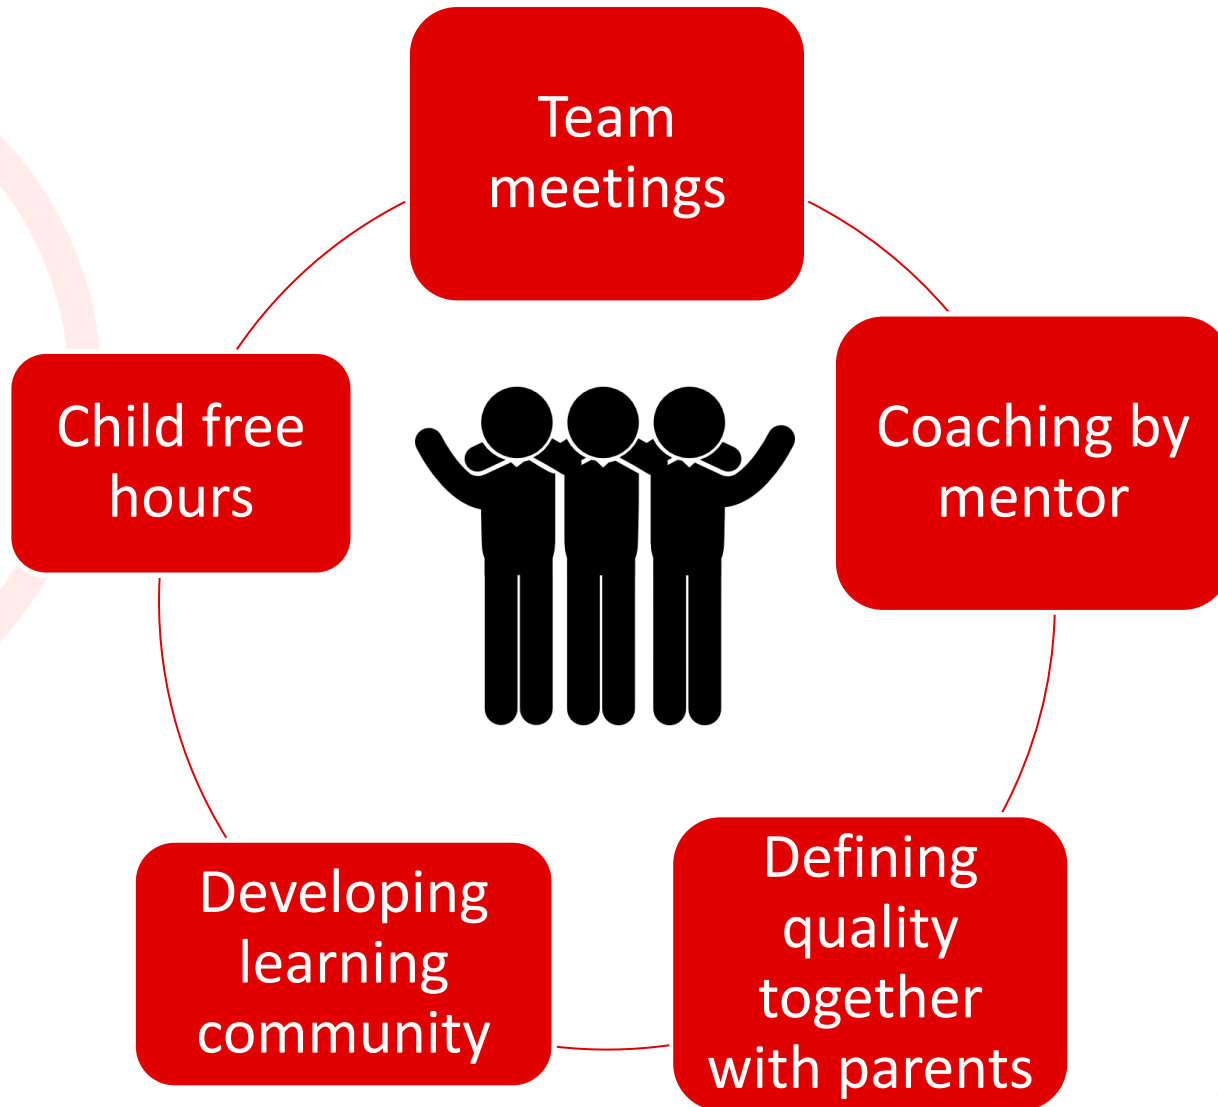 Team
meetings
Coaching by
mentor
Defining
quality
together
with parents
Developing
learning
community
Child free
hours